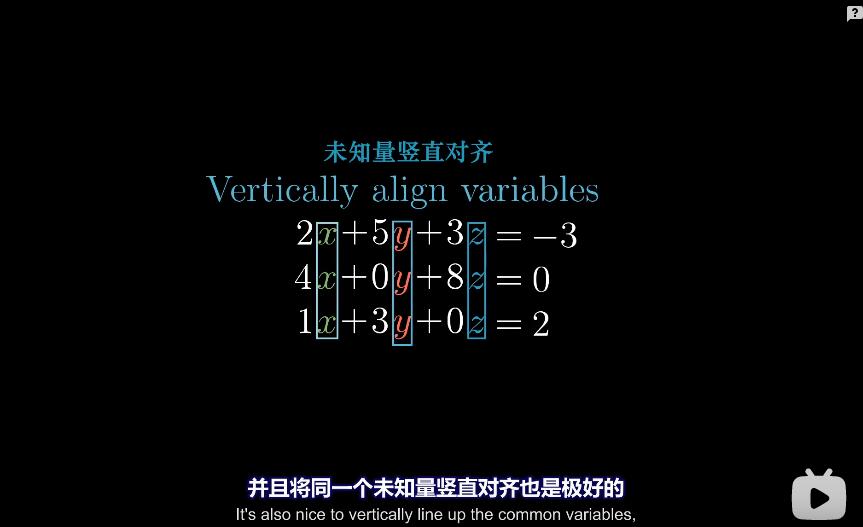 ?
未知量竖直对齐
Vertically align variables
2x+5y+3z = −3
4x+0y+8z = 0
1x+3y+0z = 2
并且将同一个未知量竖直对齐也是极好的
It's also nice to vertically line up the common variables,